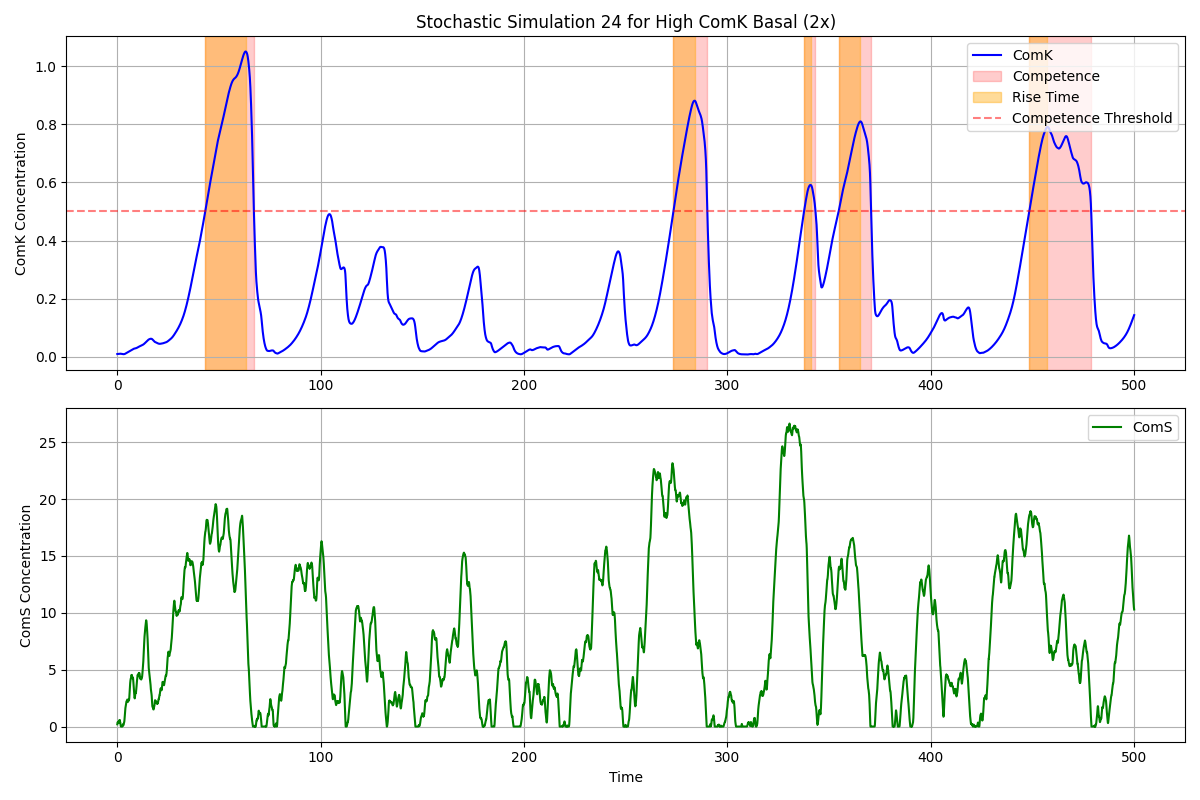 Stochastic Simulation 24 for High ComK Basal (2x)
ComK Concentration
1.0
0.8
0.6
0.4
0.2
0.0
ComK
Competence
Rise Time
Competence Threshold
0 100 200 300 400 500
ComS Concentration
25
20
15
10
5
0
ComS
0 100 200 300 400 500
Time